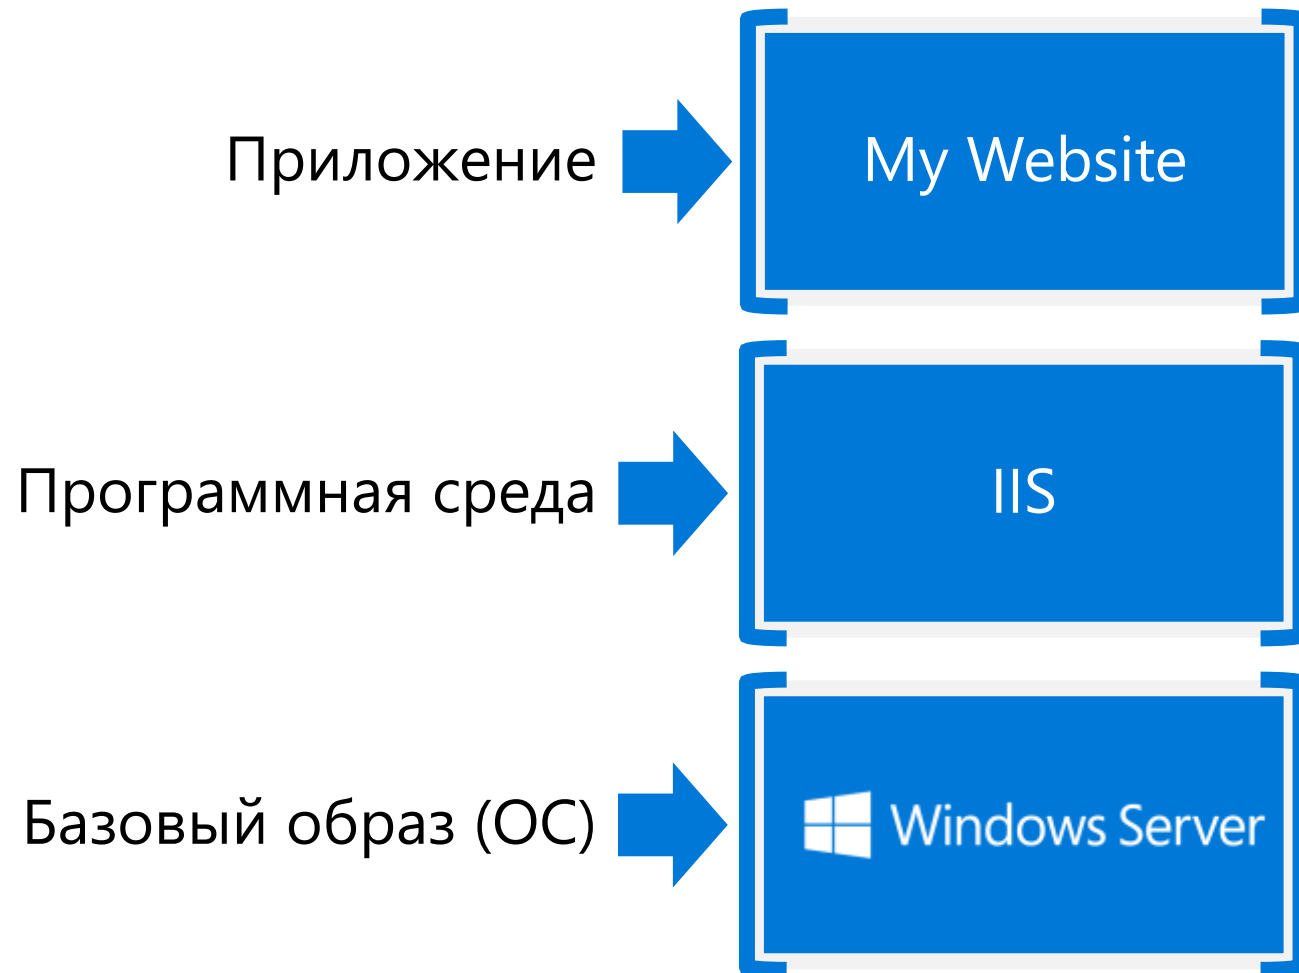 Приложение
My Website
Программная среда
IIS
Базовый образ (ОС)
Windows Server